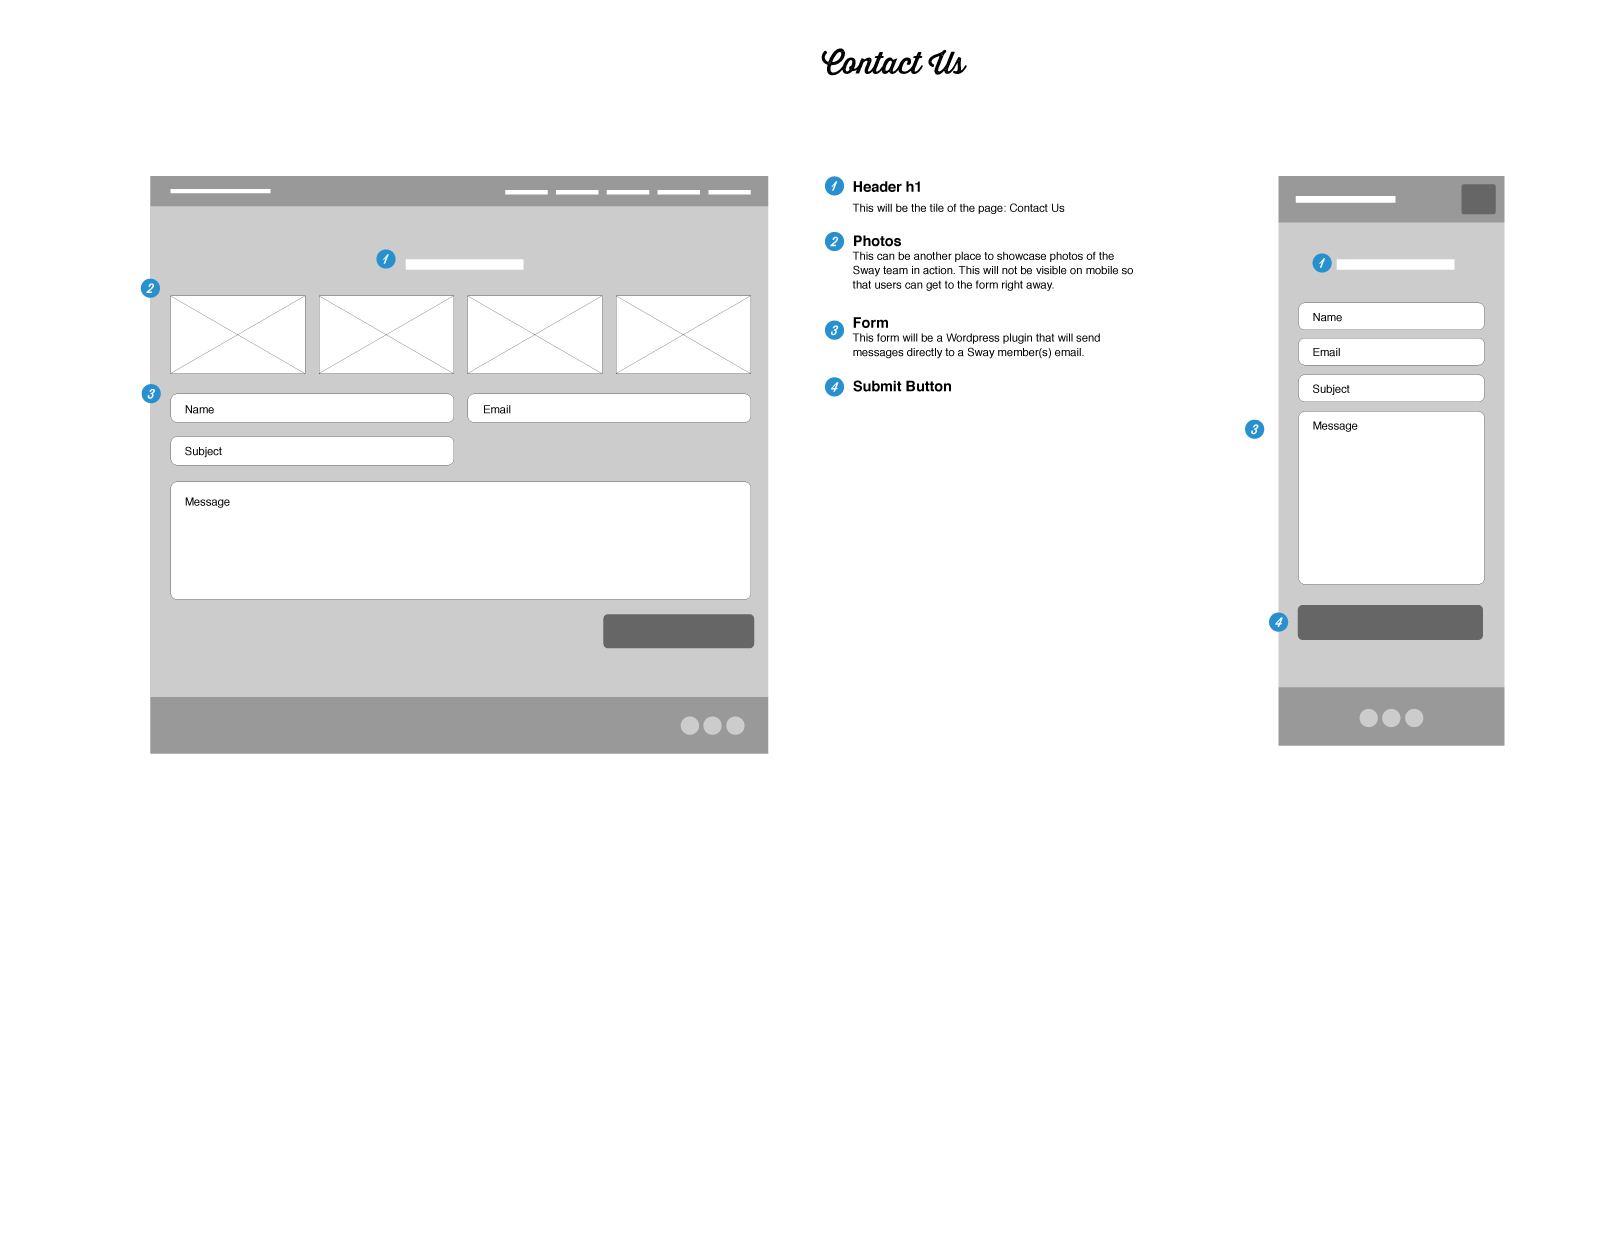 Contact Us
1
2
3
Name
Email
Subject
Message
1 Header h1
This will be the tile of the page: Contact Us
2 Photos
This can be another place to showcase photos of the
Sway team in action. This will not be visible on mobile so
that users can get to the form right away.
3 Form
This form will be a Wordpress plugin that will send
messages directly to a Sway member(s) email.
4 Submit Button
1
Name
Email
Subject
Message
3
4